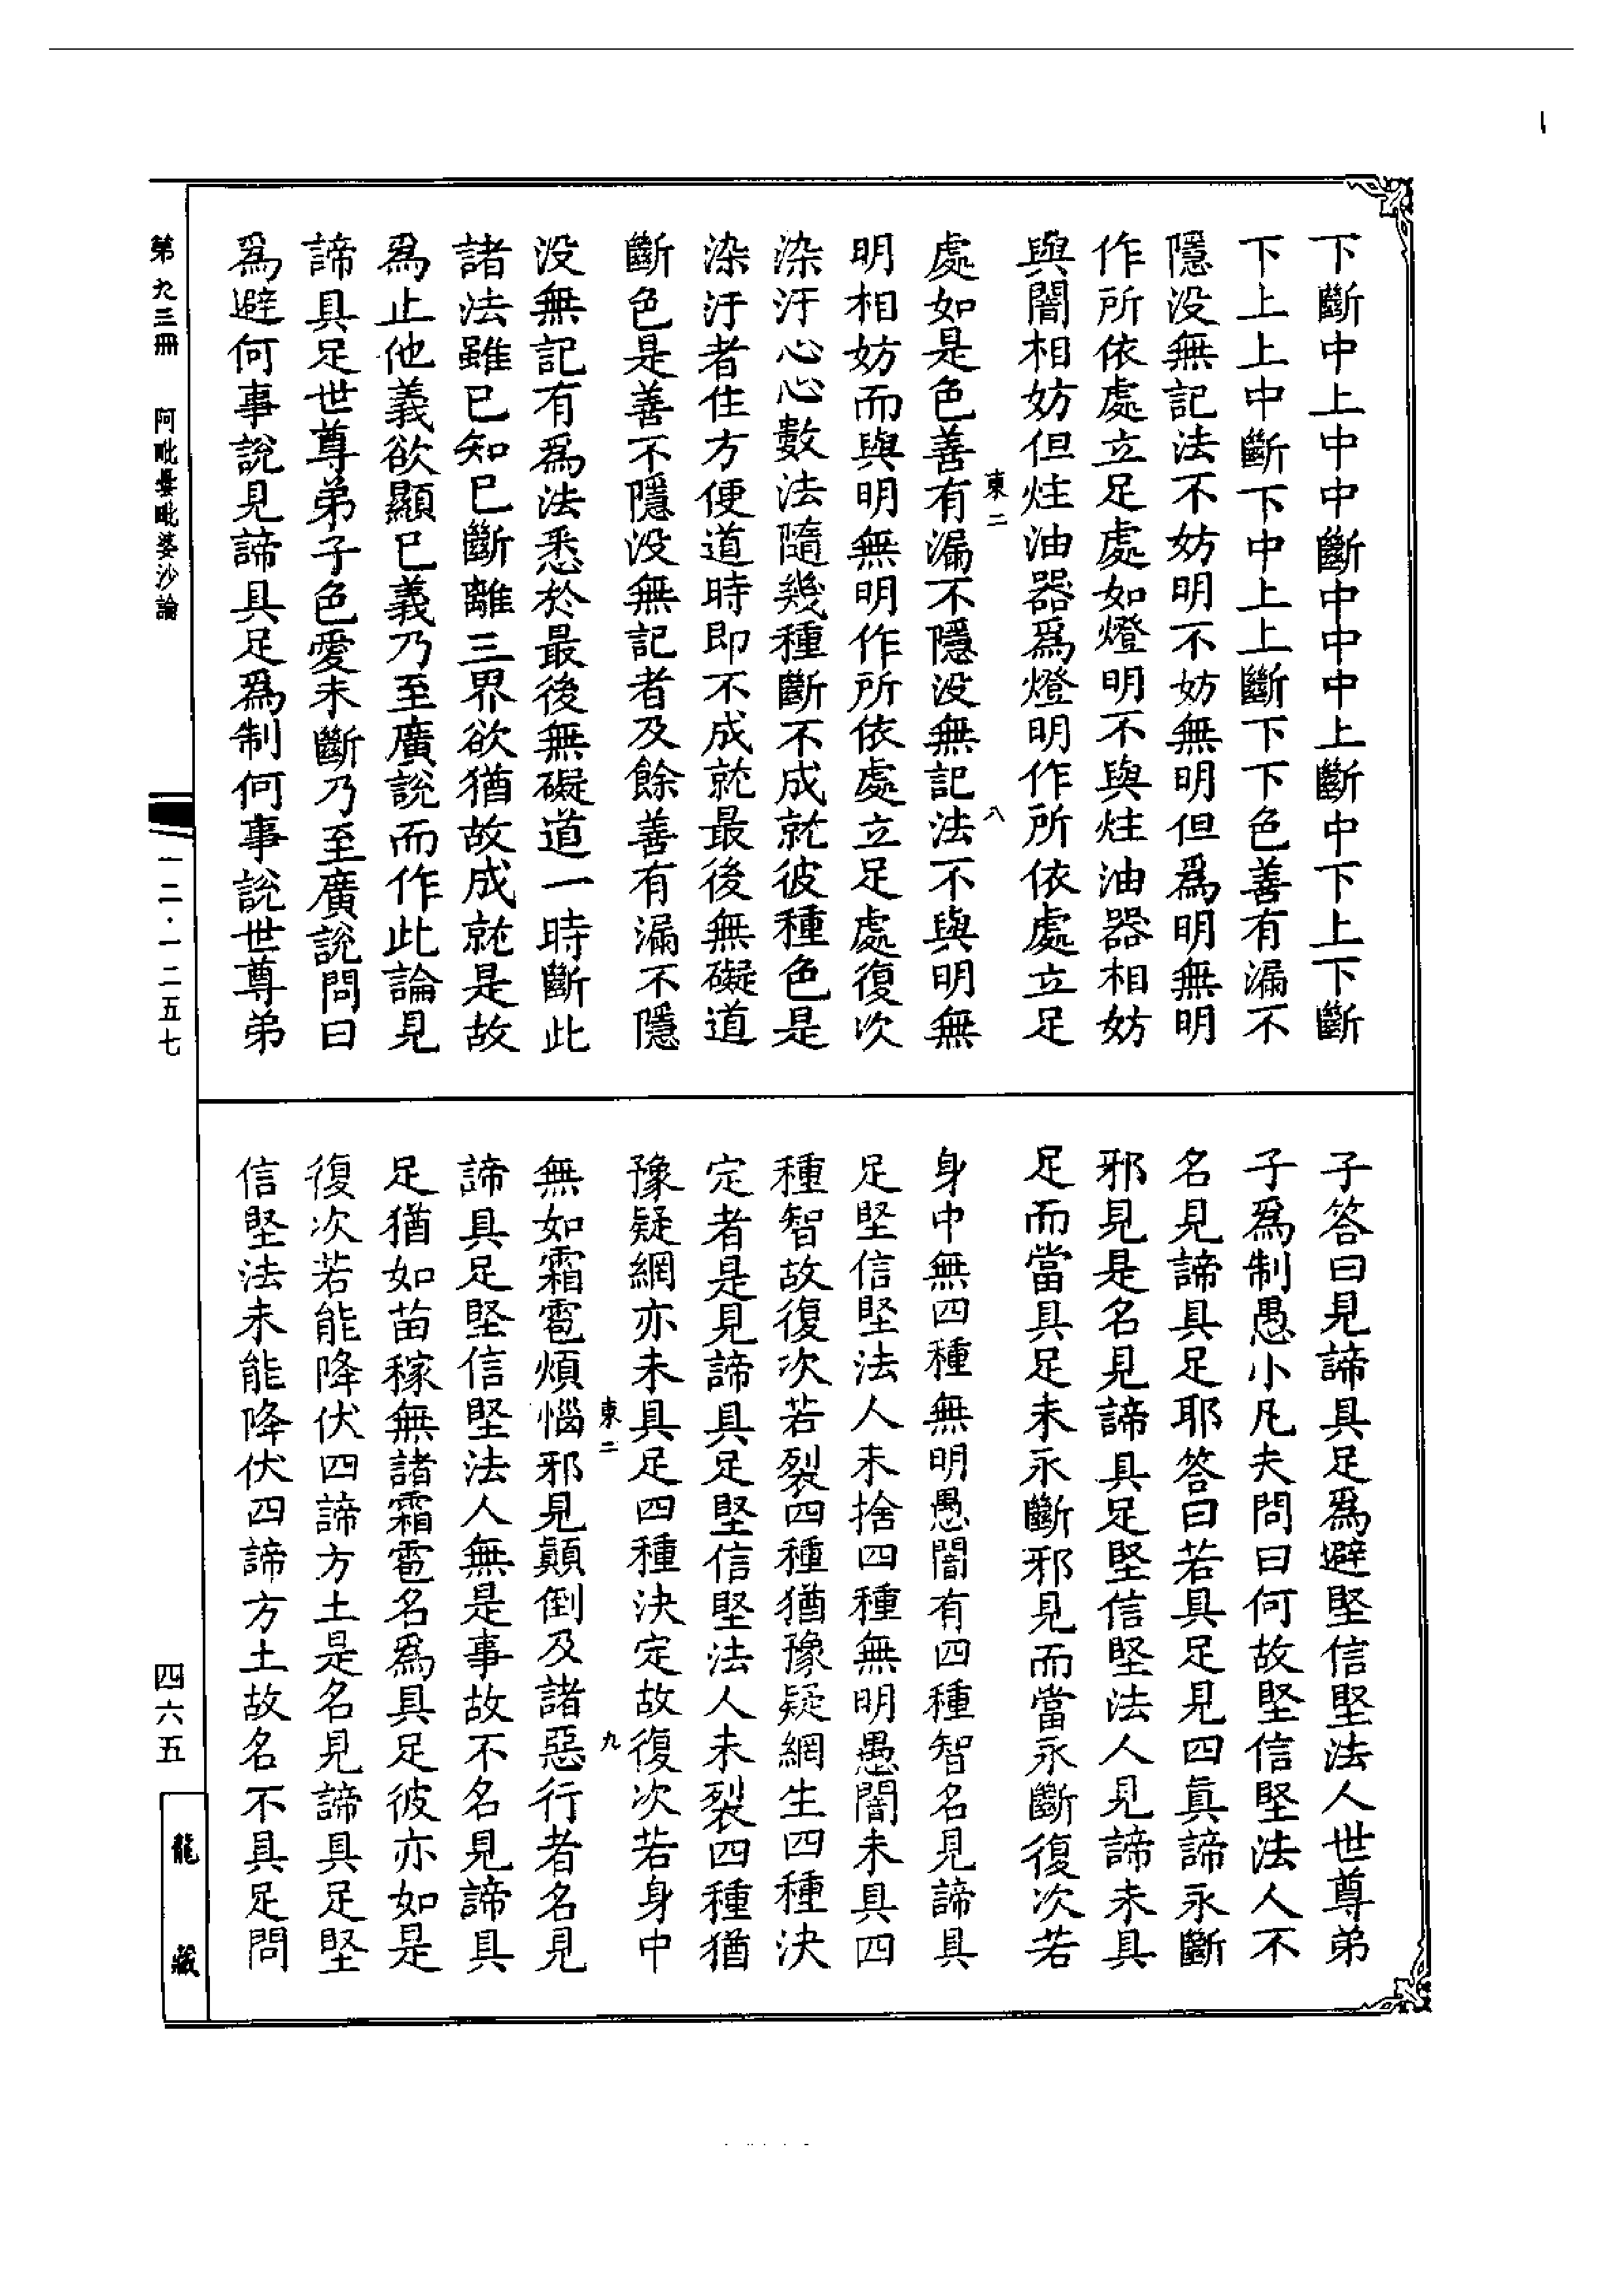 下斷中上中中斷中中中上斷中下上下斷
下上上中斷下中上上斷下下色善有漏不
隱没無記法不妨明不妨無明但爲明無明
作所依處立足處如燈明不與炷油器相妨
與闇相妨但炷油器爲燈明作所依處立足
東二
八
處如是色善有漏不隱没無記法不與明無
明相妨而與明無明作所依處立足處復次
染汙心心數法隨幾種斷不成就彼種色是
染汙者住方便道時即不成就最後無礙道
斷色是善不隱没無記者及餘善有漏不隱
没無記有爲法悉於最後無礙道一時斷此
諸法雖已知已斷離三界欲猶故成就是故
爲止他義欲顯已義乃至廣說而作此論見
諦具足世尊弟子色愛未斷乃至廣說問曰
爲避何事說見諦具足爲制何事說世尊弟
子答曰見諦具足爲避堅信堅法人世尊弟
子爲制愚小凡夫問曰何故堅信堅法人不
名見諦具足耶答曰若具足見四真諦永斷
邪見是名見諦具足堅信堅法人見諦未具
足而當具足未永斷邪見而當永斷復次若
身中無四種無明愚闇有四種智名見諦具
足堅信堅法人未捨四種無明愚闇未具四
種智故復次若裂四種猶豫疑網生四種決
定者是見諦具足堅信堅法人未裂四種猶
豫疑網亦未具足四種決定故復次若身中
東二
九
無如霜雹煩惱邪見顛倒及諸惡行者名見
諦具足堅信堅法人無是事故不名見諦具
足猶如苗稼無諸霜雹名爲具足彼亦如是
復次若能降伏四諦方土是名見諦具足堅
信堅法未能降伏四諦方土故名不具足問
第九三冊 阿毗曇毗婆沙論
一二·一二五七
四六五
龍藏